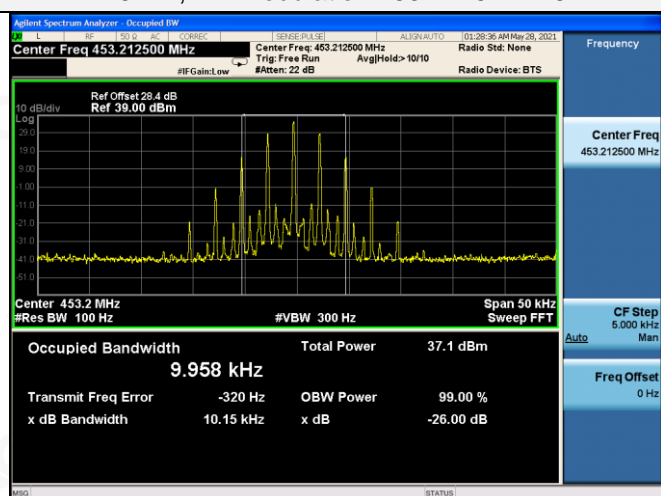 Agilent Spectrum Analyzer - Occupied BW
L RF 50 Ω AC CORREC SENSE:PULSE ALIGN AUTO 01:28:36 AM May 28, 2021
Center Freq 453.212500 MHz
Center Freq: 453.212500 MHz
Radio Std: None
Trig: Free Run Avg|Hold:> 10/10
#IFGain:Low #Atten: 22 dB Radio Device: BTS
Frequency
Ref Offset 28.4 dB
10 dB/div Ref 39.00 dBm
Log
29.0
19.0
9.00
-1.00
-11.0
-21.0
-31.0
-41.0
-51.0
Center Freq
453.212500 MHz
Center 453.2 MHz Span 50 kHz
#Res BW 100 Hz #VBW 300 Hz Sweep FFT
CF Step
5.000 kHz
Auto Man
Occupied Bandwidth Total Power 37.1 dBm
9.958 kHz
Transmit Freq Error -320 Hz OBW Power 99.00 %
x dB Bandwidth 10.15 kHz x dB -26.00 dB
Freq Offset
0 Hz
MSG STATUS